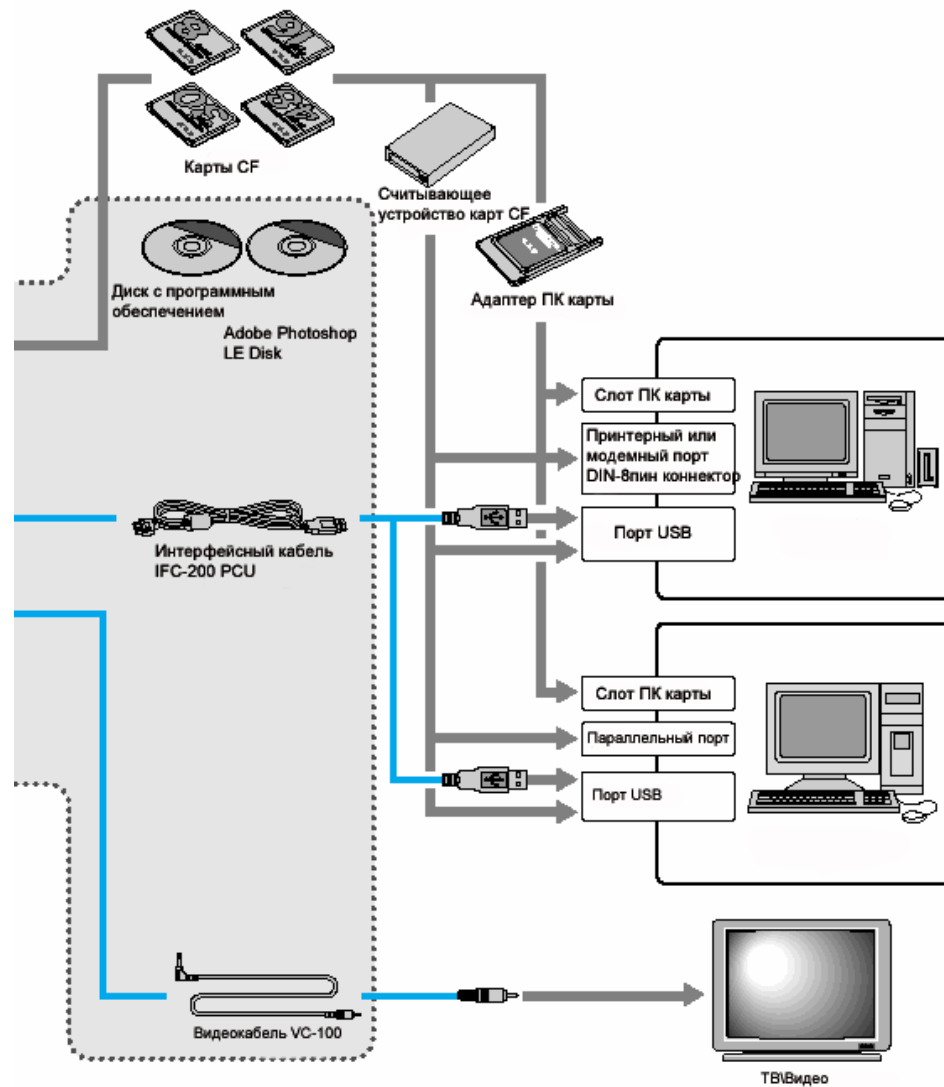 Карты CF
Считывающее
устройство карт CF
Диск с программным
обеспечением
Adobe Photoshop
LE Disk
Адаптер ПК карты
Слот ПК карты
Принтерный или
модемный порт
DIN-8пин коннектор
Порт USB
Интерфейсный кабель
IFC-200 PCU
Слот ПК карты
Параллельный порт
Порт USB
Видеокабель VC-100
ТВ\Видео